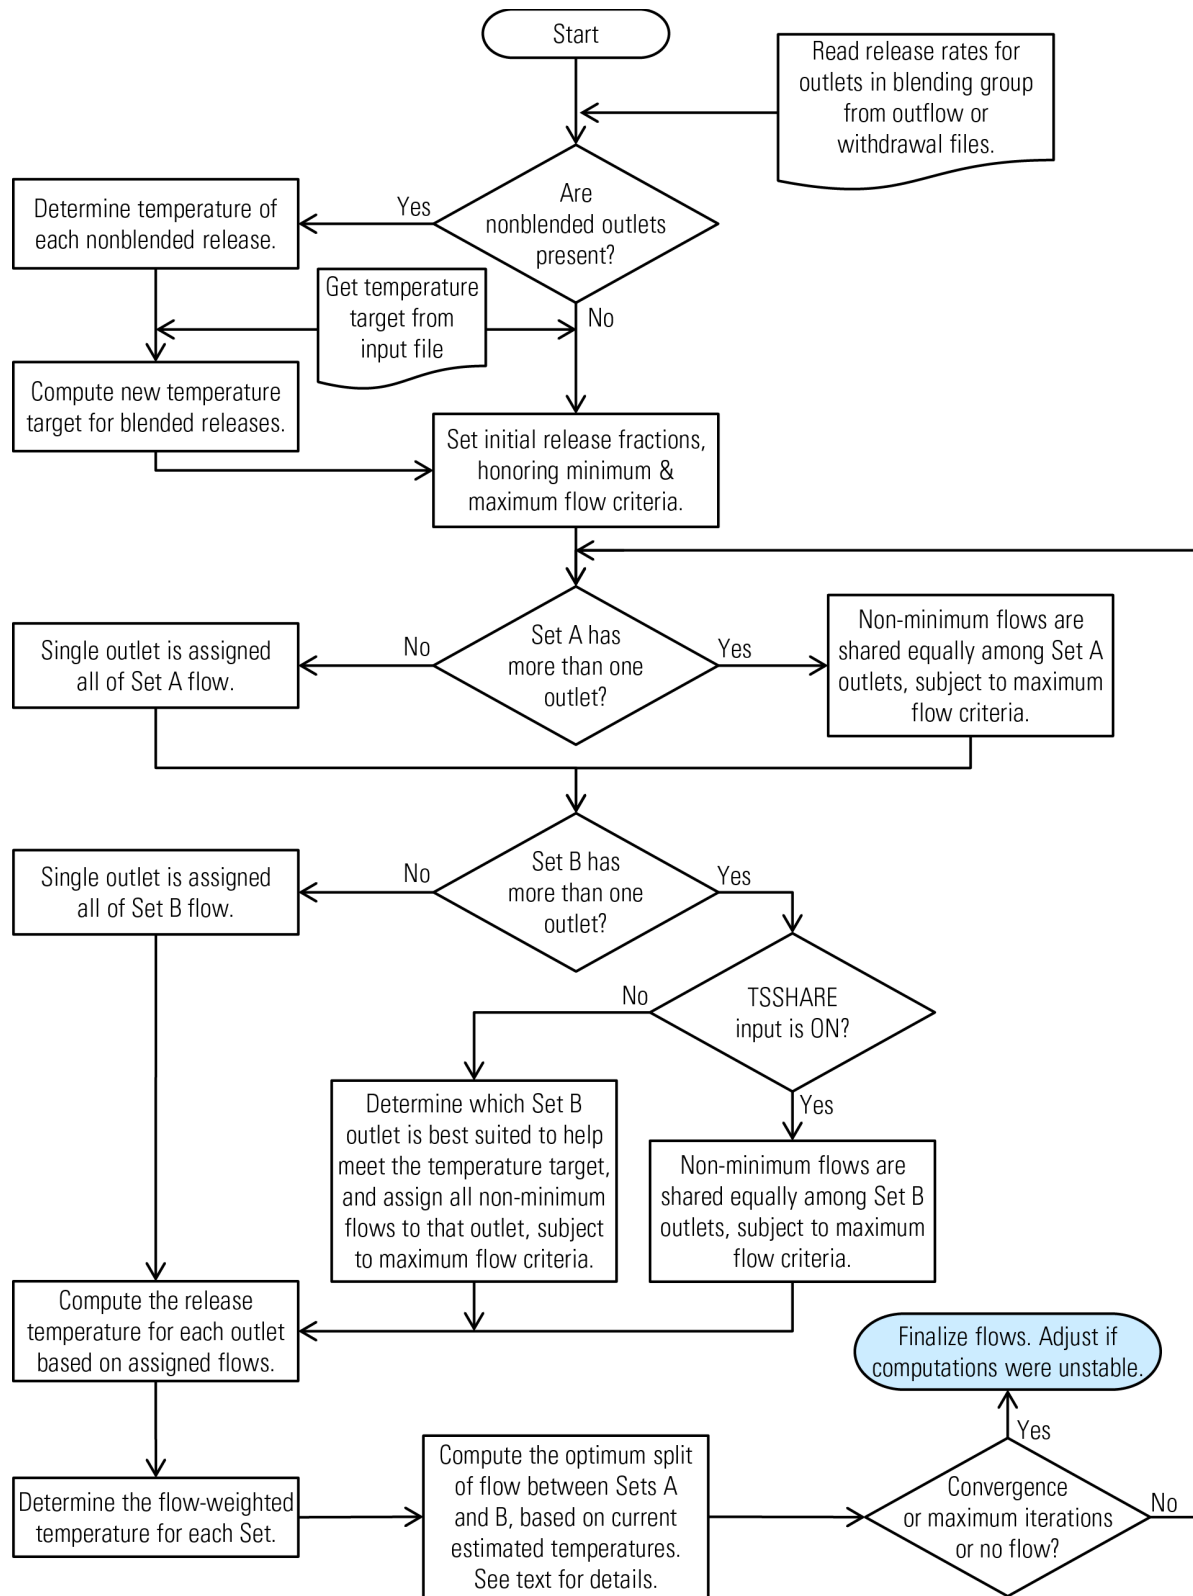 Start
Read release rates for
outlets in blending group
from outflow or
withdrawal files.
Are
nonblended outlets
present?
Yes
Determine temperature of
each nonblended release.
Get temperature
target from
input file
No
Compute new temperature
target for blended releases.
Set initial release fractions,
honoring minimum &
maximum flow criteria.
Set A has
more than one
outlet?
No
Yes
Single outlet is assigned
all of Set A flow.
Non-minimum flows are
shared equally among Set A
outlets, subject to maximum
flow criteria.
Set B has
more than one
outlet?
No
Yes
Single outlet is assigned
all of Set B flow.
TSSHARE
input is ON?
No
Yes
Determine which Set B
outlet is best suited to help
meet the temperature target,
and assign all non-minimum
flows to that outlet, subject
to maximum flow criteria.
Non-minimum flows are
shared equally among Set B
outlets, subject to maximum
flow criteria.
Compute the release
temperature for each outlet
based on assigned flows.
Finalize flows. Adjust if
computations were unstable.
Yes
Determine the flow-weighted
temperature for each Set.
Compute the optimum split
of flow between Sets A
and B, based on current
estimated temperatures.
See text for details.
Convergence
or maximum iterations
or no flow?
No